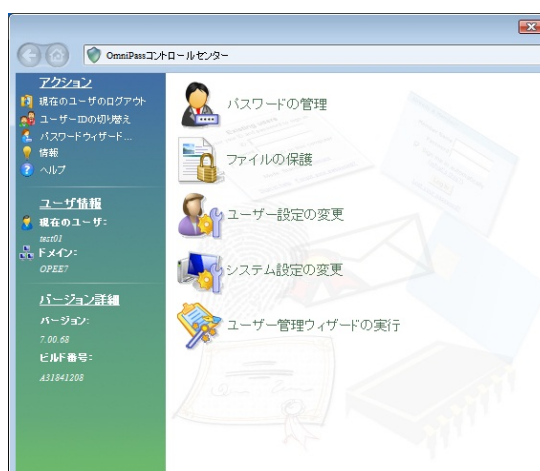 OmniPassコントロールセンター
アクション
現在のユーザのログアウト
ユーザーIDの切り替え
パスワードウィザード...
情報
ヘルプ
ユーザ情報
現在のユーザ:
test01
ドメイン:
OPEE7
バージョン詳細
バージョン:
7.00.68
ビルド番号:
A31841208
パスワードの管理
ファイルの保護
ユーザー設定の変更
システム設定の変更
ユーザー管理ウィザードの実行